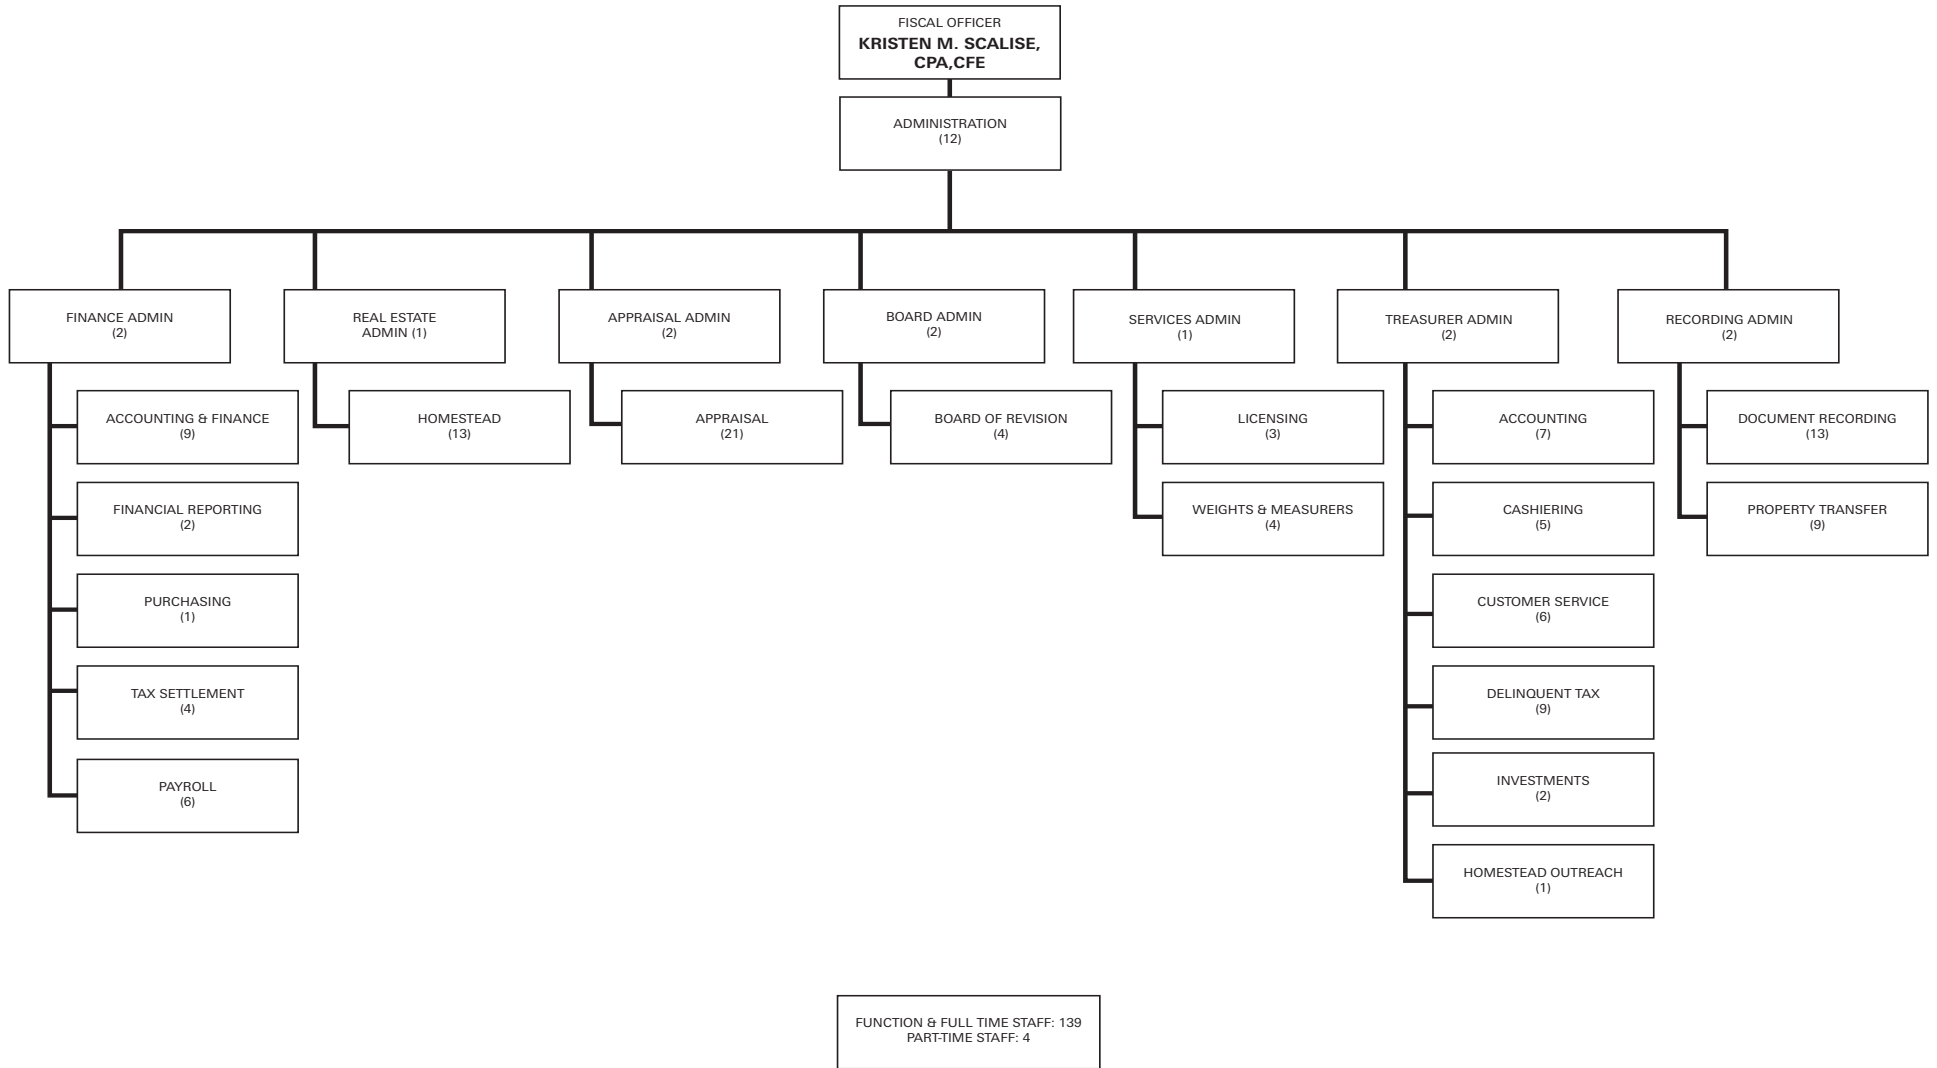 FISCAL OFFICER
KRISTEN M. SCALISE,
CPA,CFE
ADMINISTRATION
(12)
FINANCE ADMIN
(2)
REAL ESTATE
ADMIN (1)
APPRAISAL ADMIN
(2)
BOARD ADMIN
(2)
SERVICES ADMIN
(1)
TREASURER ADMIN
(2)
RECORDING ADMIN
(2)
ACCOUNTING & FINANCE
(9)
FINANCIAL REPORTING
(2)
PURCHASING
(1)
TAX SETTLEMENT
(4)
PAYROLL
(6)
HOMESTEAD
(13)
APPRAISAL
(21)
BOARD OF REVISION
(4)
LICENSING
(3)
WEIGHTS & MEASURERS
(4)
ACCOUNTING
(7)
CASHIERING
(5)
CUSTOMER SERVICE
(6)
DELINQUENT TAX
(9)
INVESTMENTS
(2)
HOMESTEAD OUTREACH
(1)
DOCUMENT RECORDING
(13)
PROPERTY TRANSFER
(9)
FUNCTION & FULL TIME STAFF: 139
PART-TIME STAFF: 4